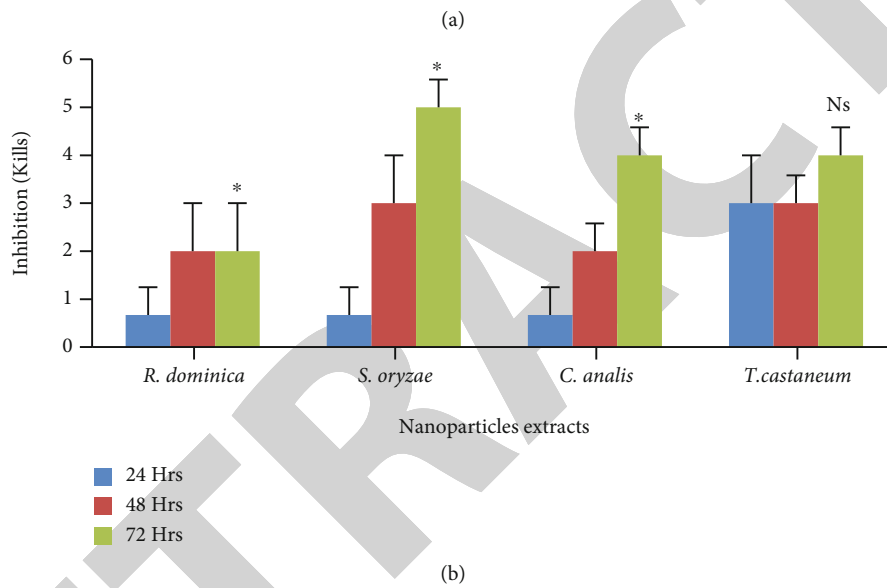 (a)
6
5
4
3
2
1
0
Inhibition (Kills)
*
*
*
Ns
R. dominica
S. oryzae
C. analis
T.castaneum
Nanoparticles extracts
24 Hrs
48 Hrs
72 Hrs
(b)
TRACT